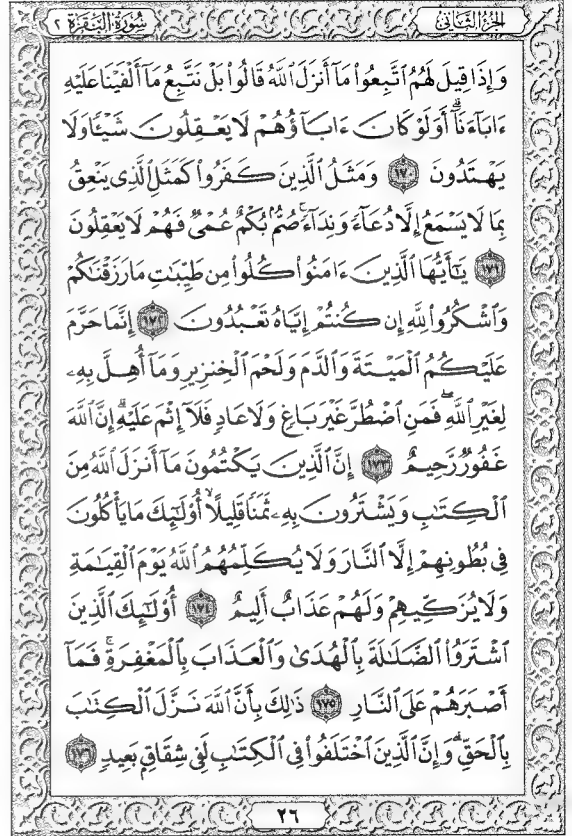 الجزء الثاني
سورة البقرة ٢
وَإِذَا قِيلَ لَهُمُ ٱتَّبِعُوا۟ مَآ أَنزَلَ ٱللَّهُ قَالُوا۟ بَلْ نَتَّبِعُ مَآ أَلْفَيْنَا عَلَيْهِ
ءَابَآءَنَآ ۗ أَوَلَوْ كَانَ ءَابَآؤُهُمْ لَا يَعْقِلُونَ شَيْـًٔا وَلَا
يَهْتَدُونَ ١٧٠ وَمَثَلُ ٱلَّذِينَ كَفَرُوا۟ كَمَثَلِ ٱلَّذِى يَنْعِقُ
بِمَا لَا يَسْمَعُ إِلَّا دُعَآءً وَنِدَآءً ۚ صُمٌّۢ بُكْمٌ عُمْىٌ فَهُمْ لَا يَعْقِلُونَ
١٧١ يَـٰٓأَيُّهَا ٱلَّذِينَ ءَامَنُوا۟ كُلُوا۟ مِن طَيِّبَـٰتِ مَا رَزَقْنَـٰكُمْ
وَٱشْكُرُوا۟ لِلَّهِ إِن كُنتُمْ إِيَّاهُ تَعْبُدُونَ ١٧٢ إِنَّمَا حَرَّمَ
عَلَيْكُمُ ٱلْمَيْتَةَ وَٱلدَّمَ وَلَحْمَ ٱلْخِنزِيرِ وَمَآ أُهِلَّ بِهِۦ
لِغَيْرِ ٱللَّهِ ۖ فَمَنِ ٱضْطُرَّ غَيْرَ بَاغٍ وَلَا عَادٍ فَلَآ إِثْمَ عَلَيْهِ ۚ إِنَّ ٱللَّهَ
غَفُورٌ رَّحِيمٌ ١٧٣ إِنَّ ٱلَّذِينَ يَكْتُمُونَ مَآ أَنزَلَ ٱللَّهُ مِنَ
ٱلْكِتَـٰبِ وَيَشْتَرُونَ بِهِۦ ثَمَنًا قَلِيلًا ۙ أُو۟لَـٰٓئِكَ مَا يَأْكُلُونَ
فِى بُطُونِهِمْ إِلَّا ٱلنَّارَ وَلَا يُكَلِّمُهُمُ ٱللَّهُ يَوْمَ ٱلْقِيَـٰمَةِ
وَلَا يُزَكِّيهِمْ وَلَهُمْ عَذَابٌ أَلِيمٌ ١٧٤ أُو۟لَـٰٓئِكَ ٱلَّذِينَ
ٱشْتَرَوُا۟ ٱلضَّلَـٰلَةَ بِٱلْهُدَىٰ وَٱلْعَذَابَ بِٱلْمَغْفِرَةِ ۚ فَمَآ
أَصْبَرَهُمْ عَلَى ٱلنَّارِ ١٧٥ ذَٰلِكَ بِأَنَّ ٱللَّهَ نَزَّلَ ٱلْكِتَـٰبَ
بِٱلْحَقِّ ۗ وَإِنَّ ٱلَّذِينَ ٱخْتَلَفُوا۟ فِى ٱلْكِتَـٰبِ لَفِى شِقَاقٍۭ بَعِيدٍ ١٧٦
٢٦